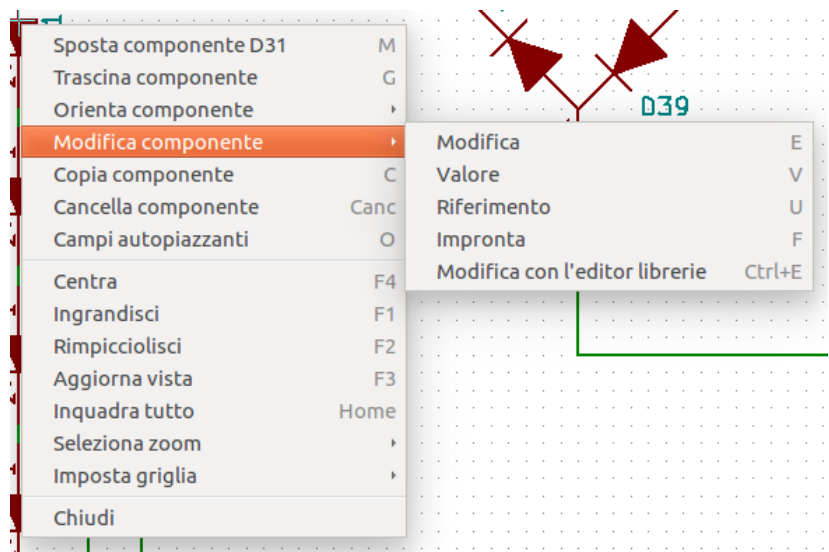 Sposta componente D31 M
Trascina componente G
Orienta componente
Modifica componente
Copia componente C
Cancella componente Canc
Campi autopiazzanti O
Centra F4
Ingrandisci F1
Rimpicciolisci F2
Aggiorna vista F3
Inquadra tutto Home
Seleziona zoom
Imposta griglia
Chiudi
D39
Modifica E
Valore V
Riferimento U
Impronta F
Modifica con l'editor librerie Ctrl+E